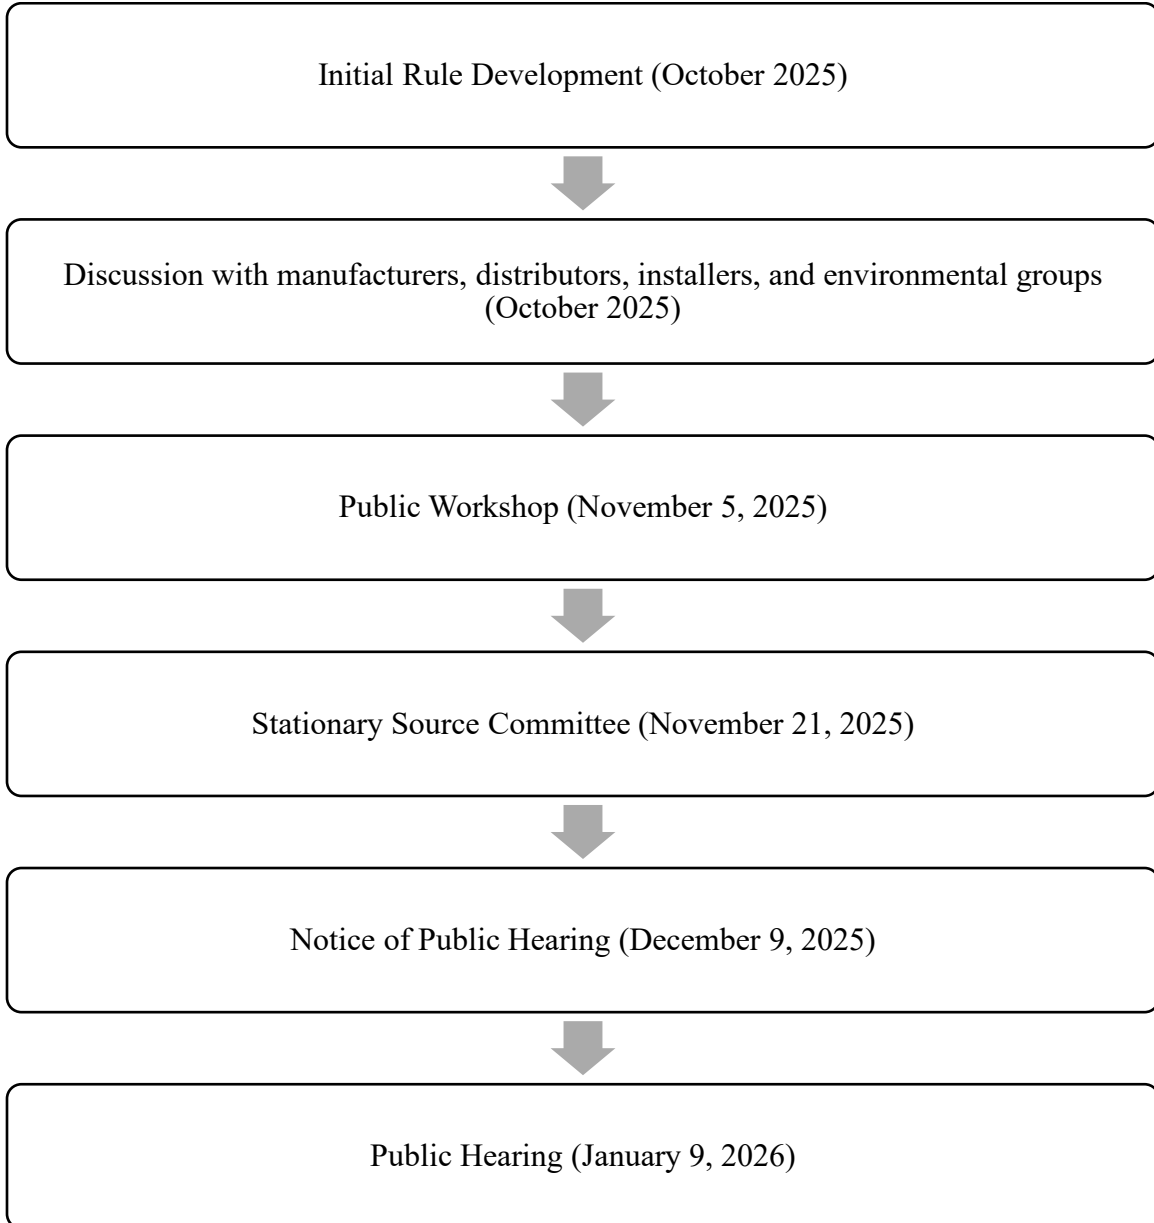 Initial Rule Development (October 2025)
Discussion with manufacturers, distributors, installers, and environmental groups
(October 2025)
Public Workshop (November 5, 2025)
Stationary Source Committee (November 21, 2025)
Notice of Public Hearing (December 9, 2025)
Public Hearing (January 9, 2026)